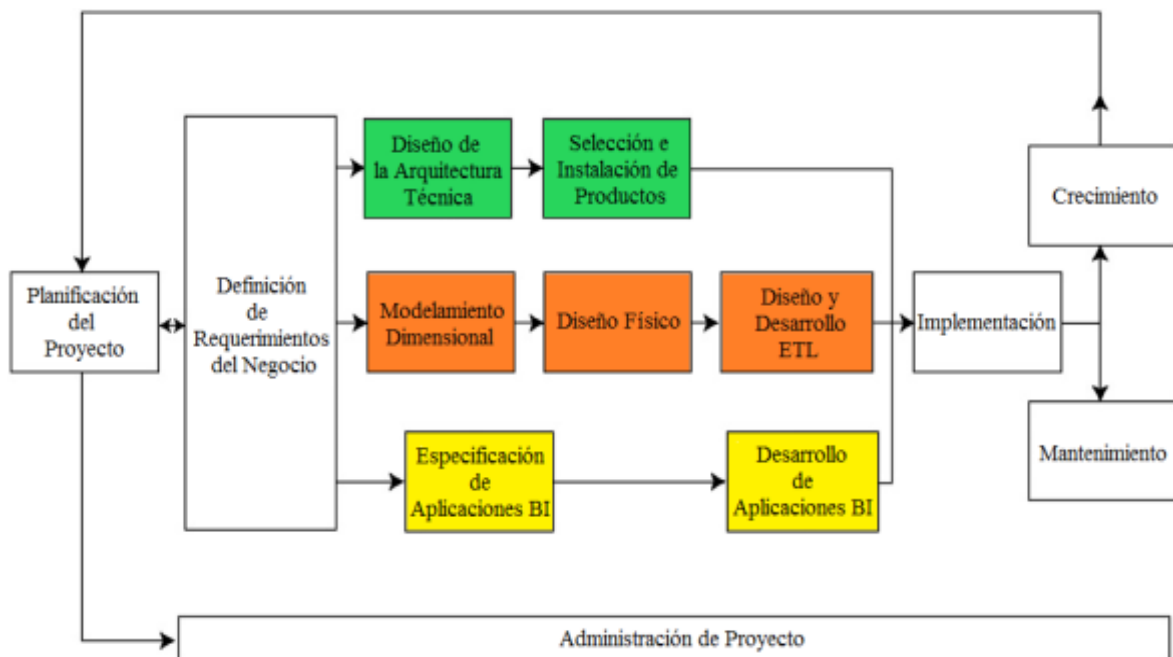 Diseño de
la Arquitectura
Técnica
Selección e
Instalación de
Productos
Crecimiento
Planificación
del
Proyecto
Definición
de
Requerimientos
del Negocio
Modelamiento
Dimensional
Diseño Físico
Diseño y
Desarrollo
ETL
Implementación
Especificación
de
Aplicaciones BI
Desarrollo
de
Aplicaciones BI
Mantenimiento
Administración de Proyecto